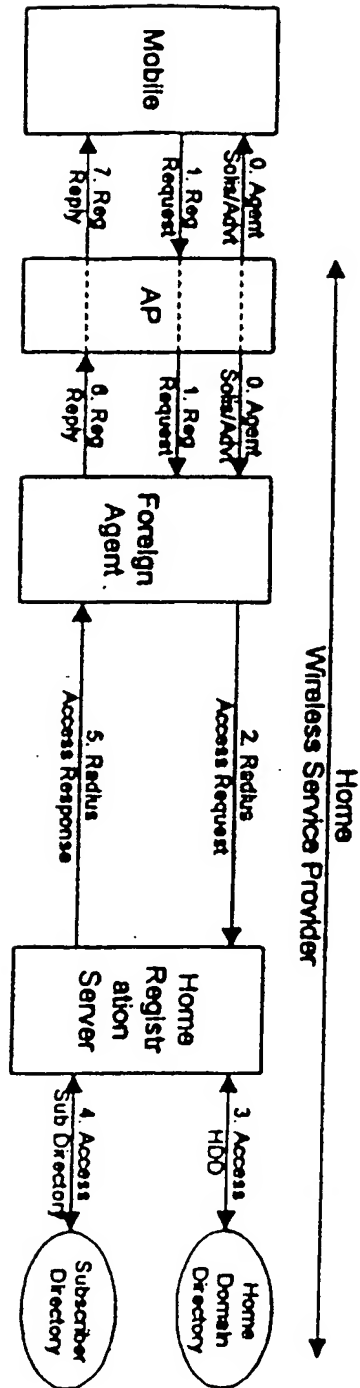 Home
Wireless Service Provider
Mobile
0. Agent
Solis/Advt
1. Reg
Request
7. Reg
Reply
AP
0. Agent
Solis/Advt
1. Reg
Request
6. Reg
Reply
Foreign
Agent.
2. Radius
Access Request
5. Radius
Access Response
Home
Registr
ation
Server
3. Access
HDD
4. Access
Sub Directory
Home
Domain
Directory
Subscriber
Directory